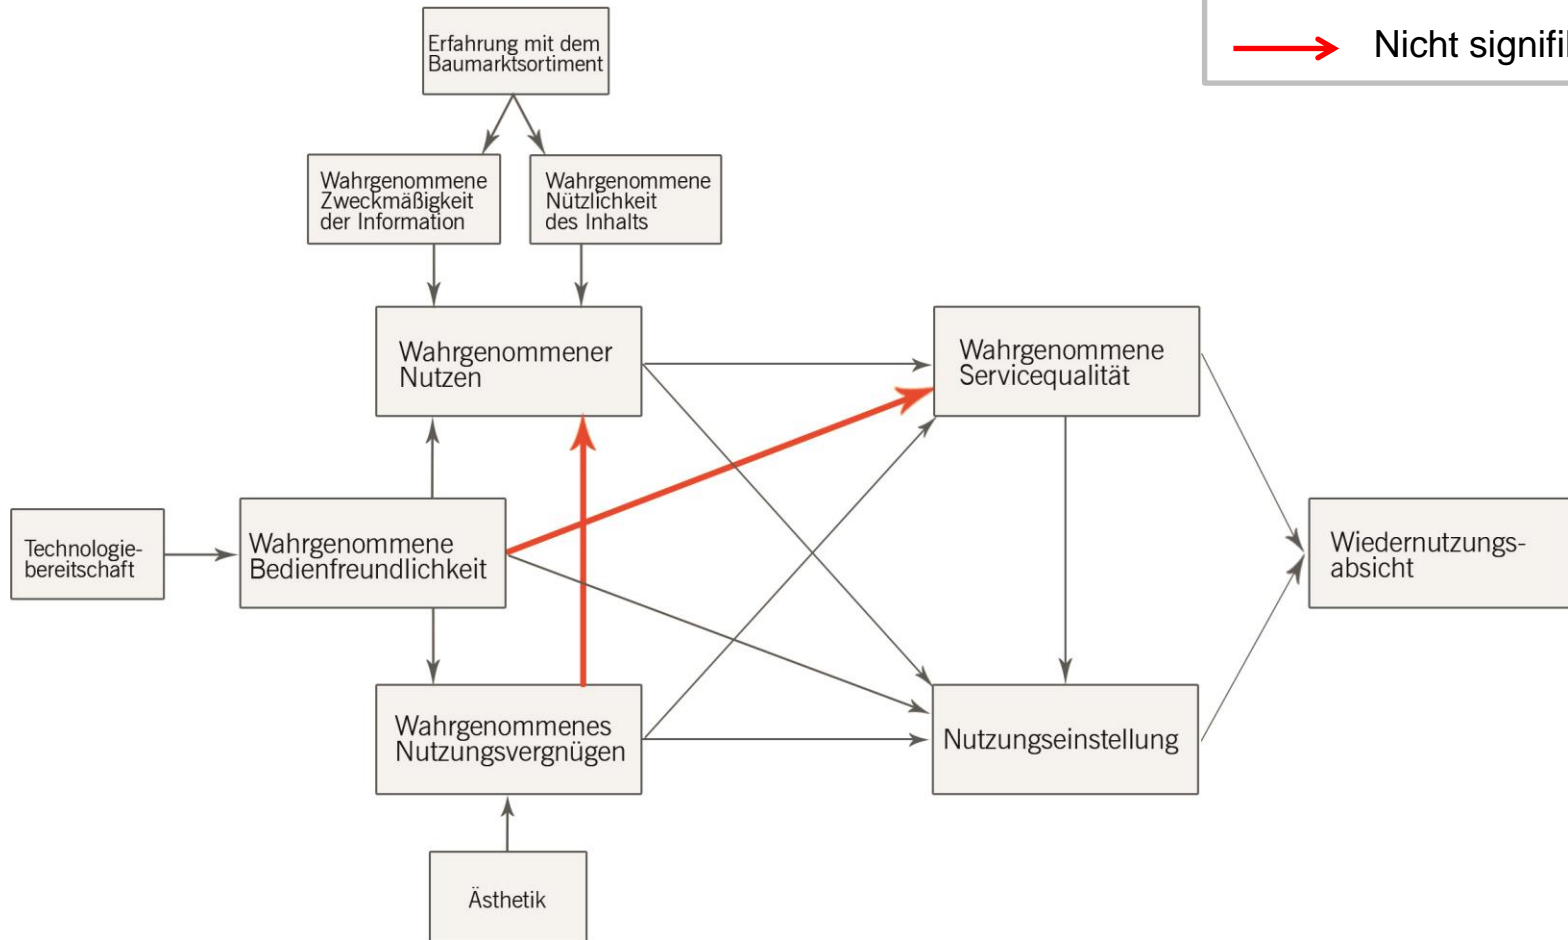 Nicht
Erfahrung mit dem
Baumarktsortiment
Wahrgenommene
Zweckmäßigkeit
der Information
Wahrgenommene
Nützlichkeit
des Inhalts
Wahrgenommener
Nutzen
Wahrgenommene
Servicequalität
Technologie-
bereitschaft
Wahrgenommene
Bedienfreundlichkeit
Wiedernutzungs-
absicht
Wahrgenommenes
Nutzungsvergnügen
Nutzungseinstellung
Ästhetik